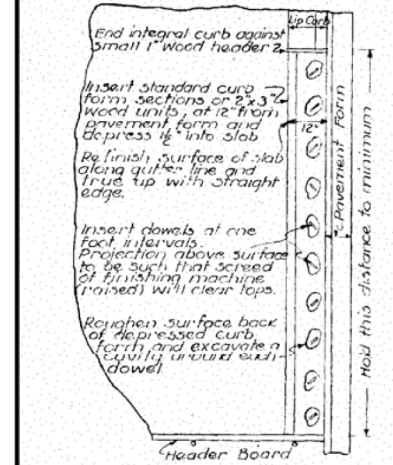 Lip Curb
End integral curb against
small 1" wood header 2
Insert standard curb
form sections or 2"x3"
wood units, at 12" from
pavement form and
depress 1½" into slab
12"
Refinish surface of slab
along gutter line and
true up with straight
edge.
Insert dowels at one
foot intervals.
Projection above surface
to be such that screed
of finishing machine
(raised) will clear tops.
Roughen surface back
of depressed curb
form and excavate a
cavity around each
dowel
Pavement Form
Hold this distance to minimum
Header Board